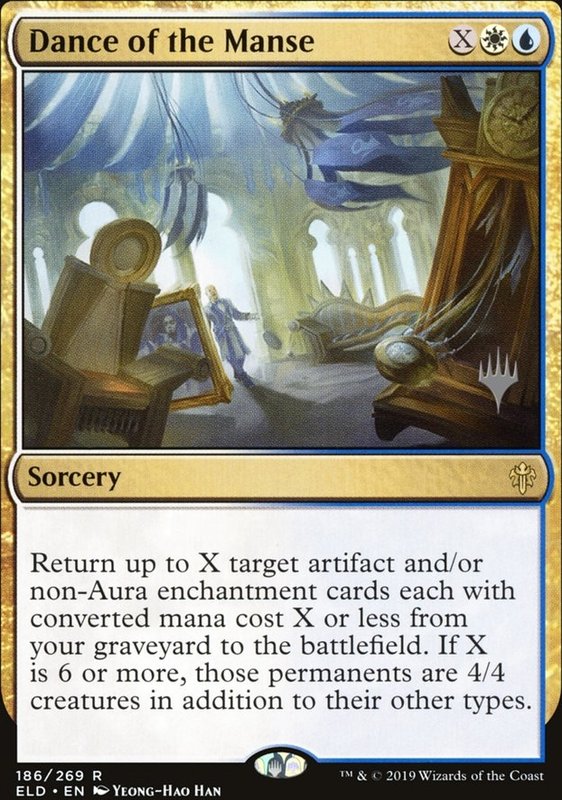 Dance of the Manse X
Sorcery
Return up to X target artifact and/or
non-Aura enchantment cards each with
converted mana cost X or less from
your graveyard to the battlefield. If X
is 6 or more, those permanents are 4/4
creatures in addition to their other types.
186/269 R
ELD • EN Yeong-Hao Han
™ & © 2019 Wizards of the Coast